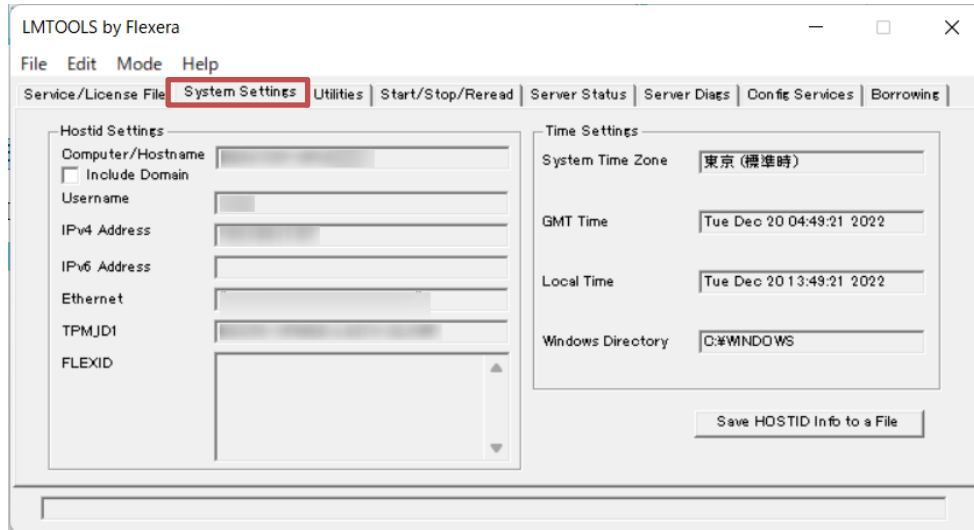 LMTOOLS by Flexera
File Edit Mode Help
Service/License File System Settings Utilities Start/Stop/Reread Server Status Server Diags Config Services Borrowing
Hostid Settings
Computer/Hostname
Include Domain
Username
IPv4 Address
IPv6 Address
Ethernet
TPM_ID1
FLEXID
Time Settings
System Time Zone 東京 (標準時)
GMT Time Tue Dec 20 04:49:21 2022
Local Time Tue Dec 20 13:49:21 2022
Windows Directory C:¥WINDOWS
Save HOSTID Info to a File